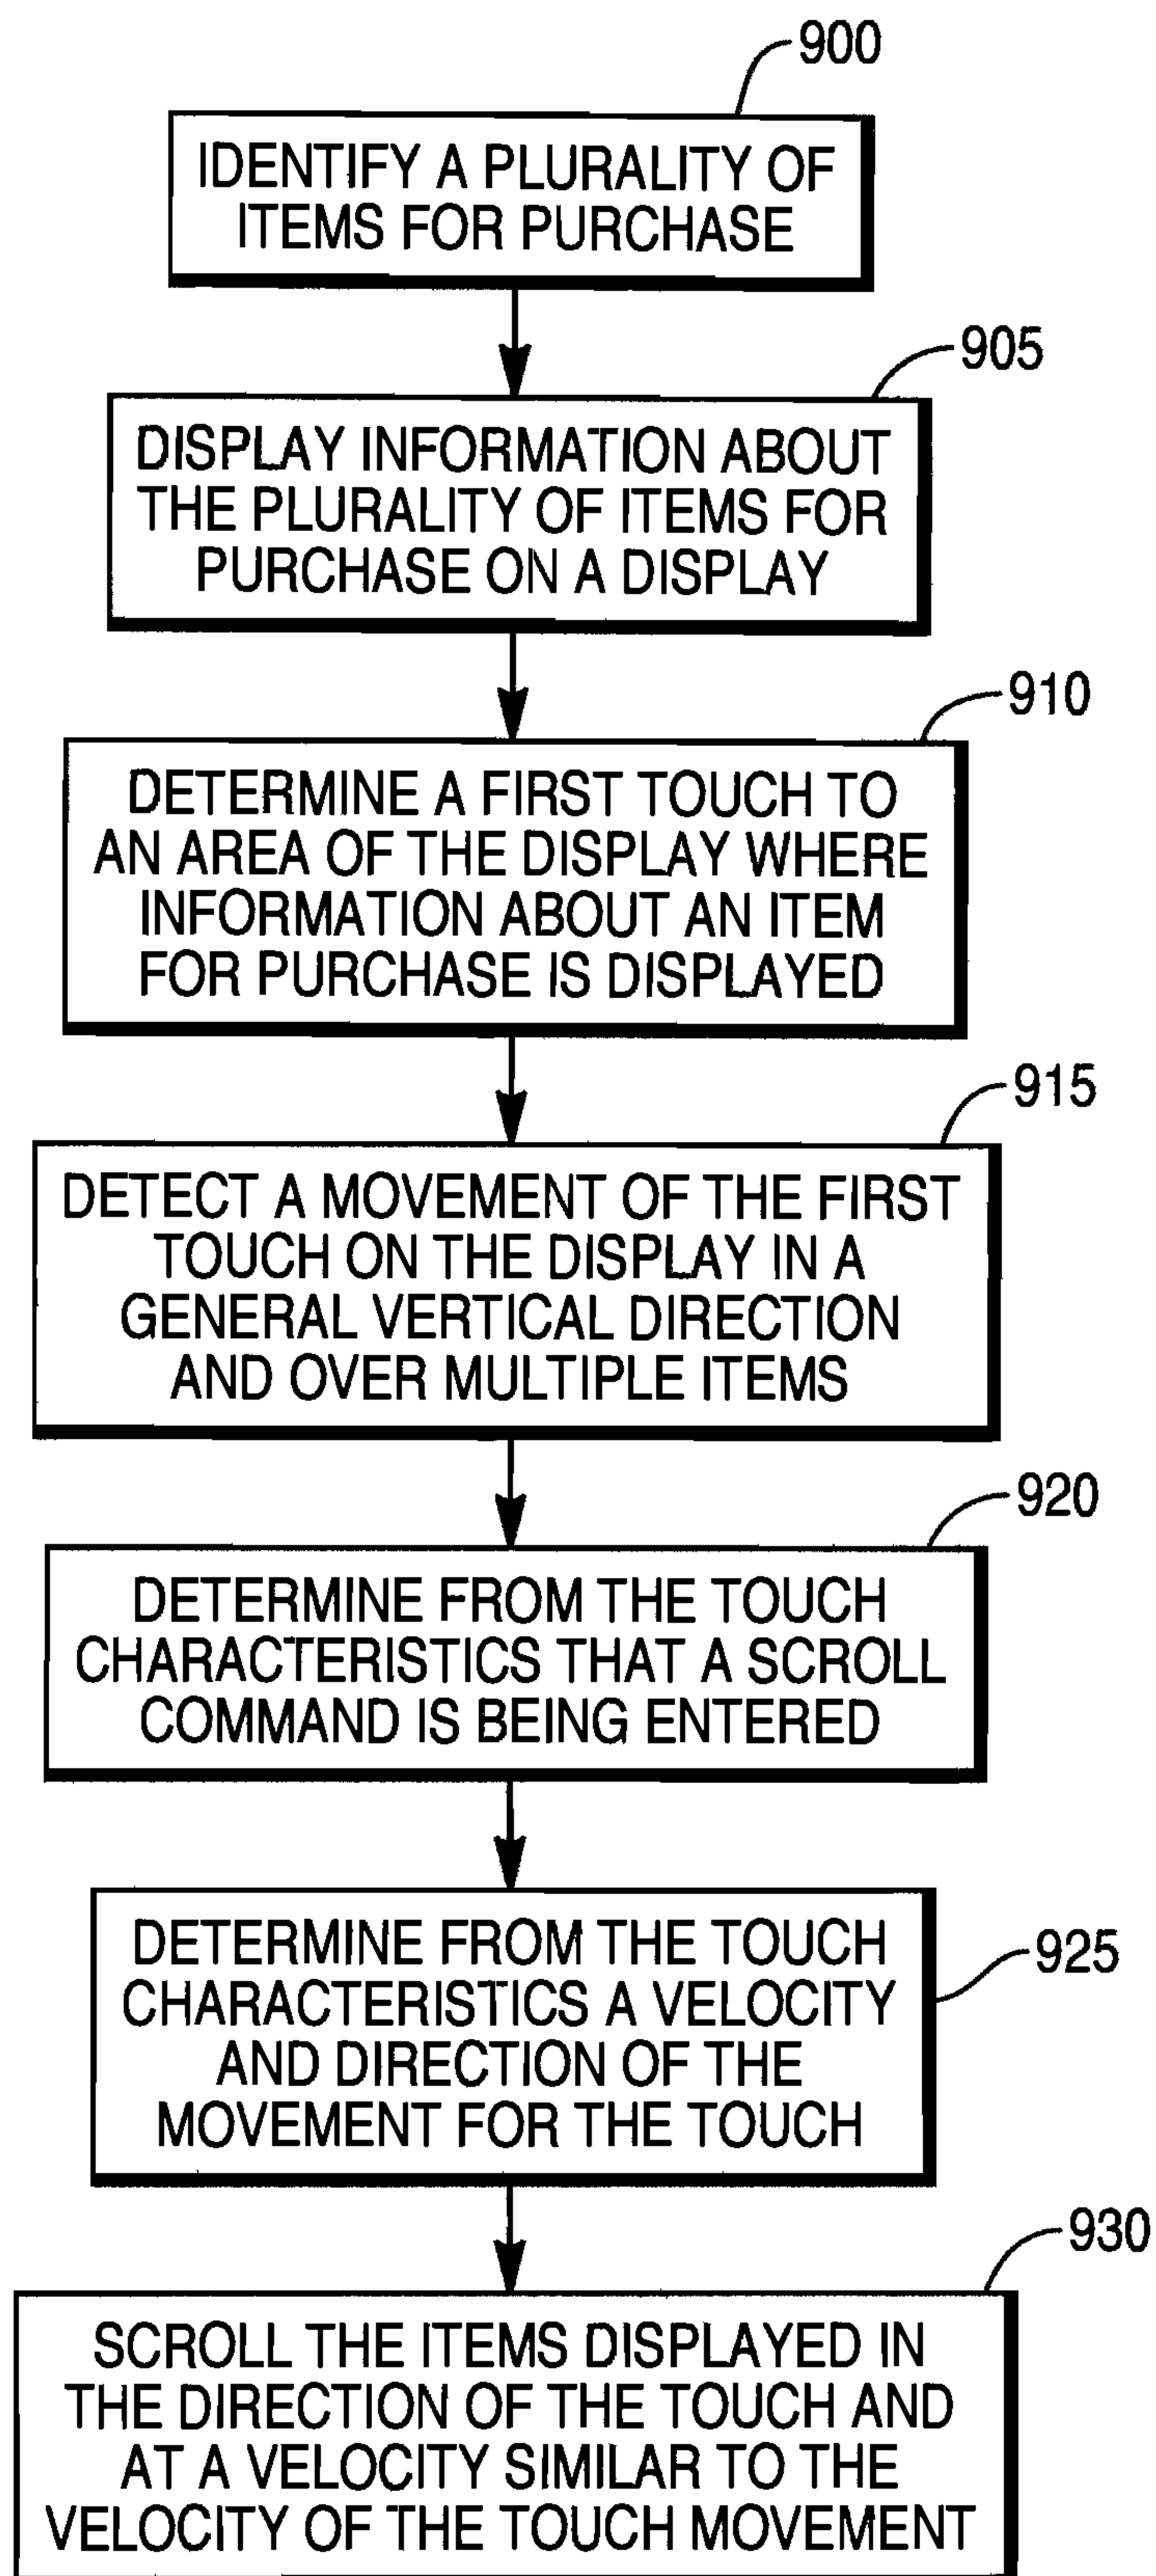 900
IDENTIFY A PLURALITY OF
ITEMS FOR PURCHASE
905
DISPLAY INFORMATION ABOUT
THE PLURALITY OF ITEMS FOR
PURCHASE ON A DISPLAY
910
DETERMINE A FIRST TOUCH TO
AN AREA OF THE DISPLAY WHERE
INFORMATION ABOUT AN ITEM
FOR PURCHASE IS DISPLAYED
915
DETECT A MOVEMENT OF THE FIRST
TOUCH ON THE DISPLAY IN A
GENERAL VERTICAL DIRECTION
AND OVER MULTIPLE ITEMS
920
DETERMINE FROM THE TOUCH
CHARACTERISTICS THAT A SCROLL
COMMAND IS BEING ENTERED
925
DETERMINE FROM THE TOUCH
CHARACTERISTICS A VELOCITY
AND DIRECTION OF THE
MOVEMENT FOR THE TOUCH
930
SCROLL THE ITEMS DISPLAYED IN
THE DIRECTION OF THE TOUCH AND
AT A VELOCITY SIMILAR TO THE
VELOCITY OF THE TOUCH MOVEMENT